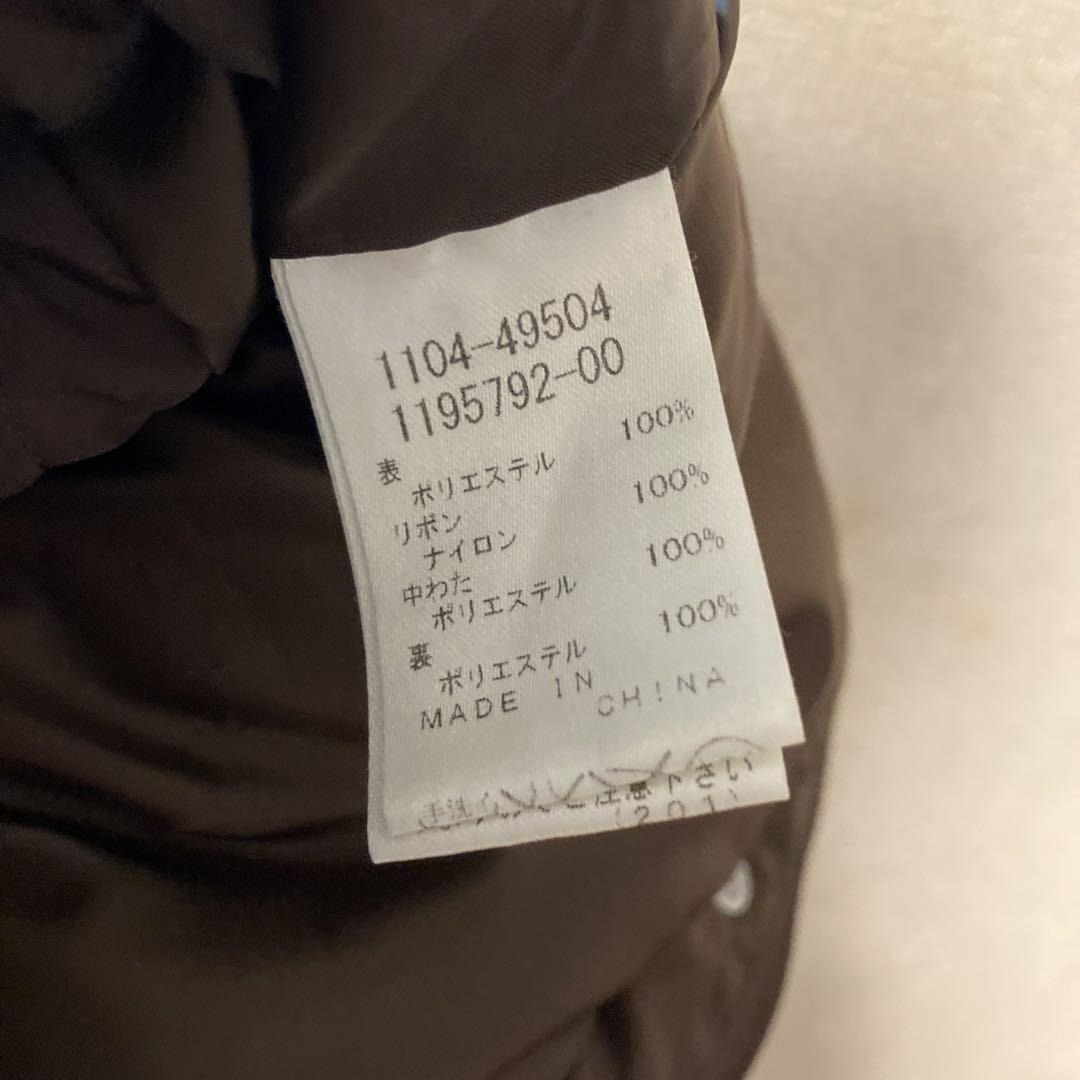 1104-49504
1195792-00
表
ポリエステル 100%
リボン
ナイロン 100%
中わた
ポリエステル 100%
裏
ポリエステル 100%
MADE IN CHINA